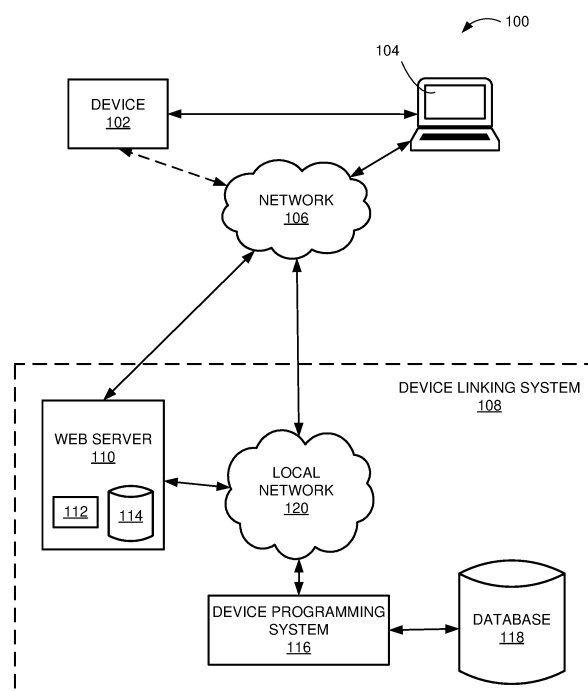 100
104
DEVICE
102
NETWORK
106
DEVICE LINKING SYSTEM
108
WEB SERVER
110
112
114
LOCAL
NETWORK
120
DEVICE PROGRAMMING
SYSTEM
116
DATABASE
118